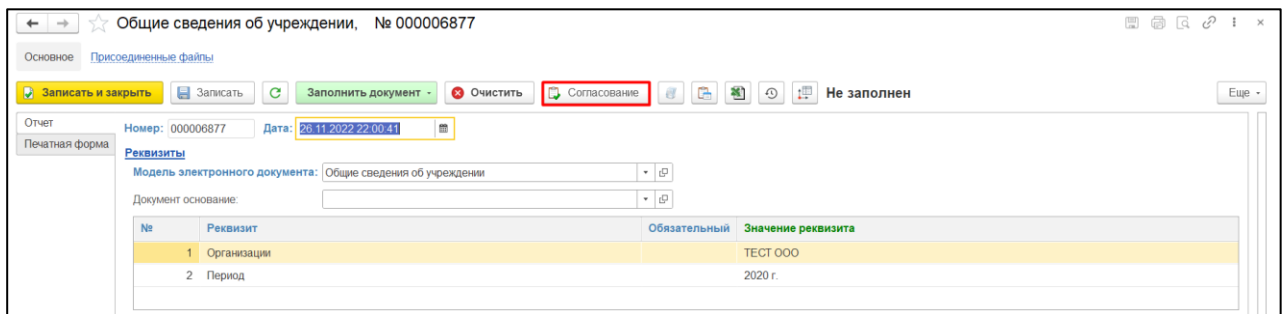 Общие сведения об учреждении, № 000006877
Основное Присоединенные файлы
Записать и закрыть Записать Заполнить документ Очистить Согласование Не заполнен Еще
Отчет
Печатная форма
Номер: 000006877 Дата: 26.11.2022 22:00:41
Реквизиты
Модель электронного документа: Общие сведения об учреждении
Документ основание:
№ Реквизит Обязательный Значение реквизита
1 Организации ТЕСТ ООО
2 Период 2020 г.